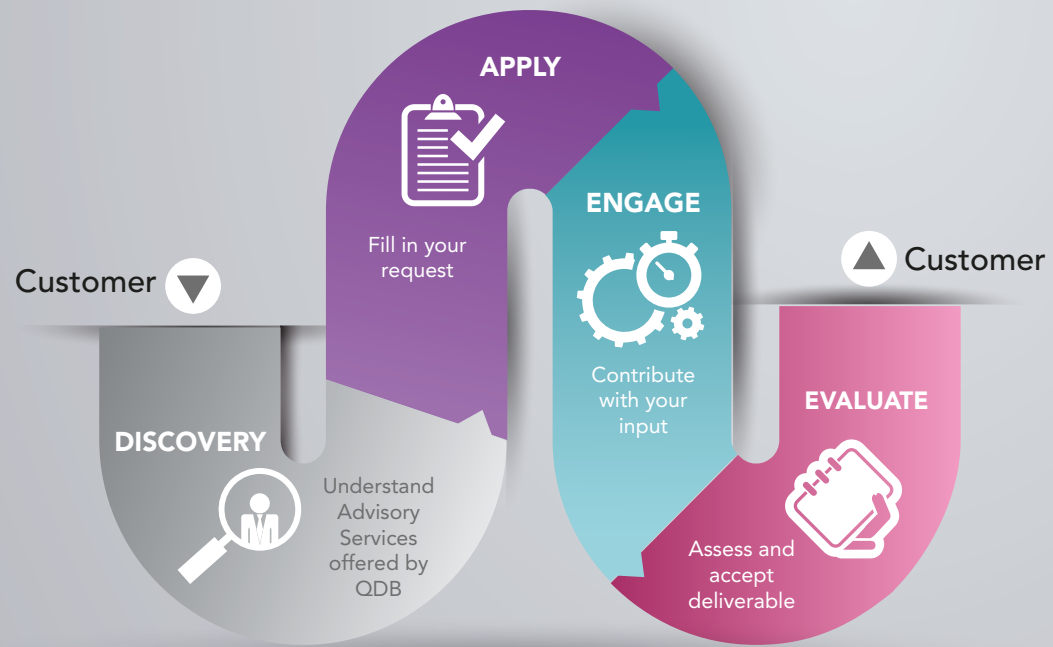 Customer
DISCOVERY
Understand
Advisory
Services
offered by
QDB
APPLY
Fill in your
request
ENGAGE
Contribute
with your
input
EVALUATE
Assess and
accept
deliverable
Customer